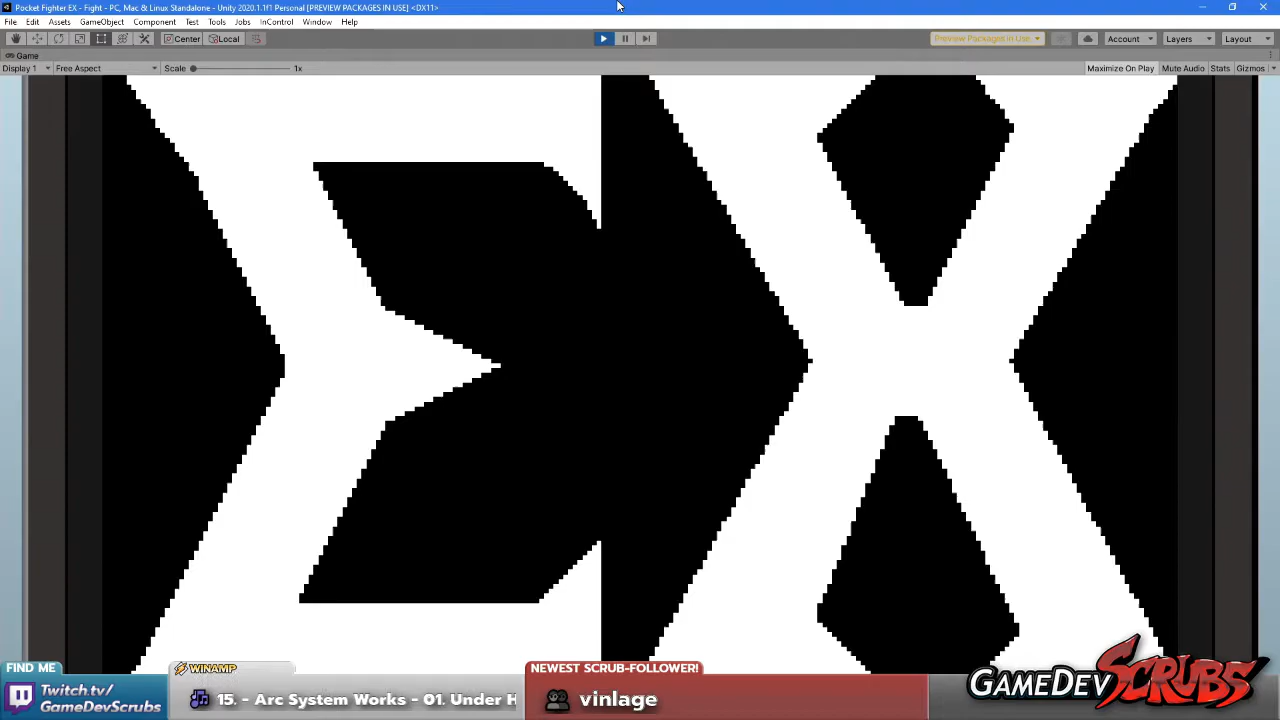 Pocket Fighter EX - Fight - PC, Mac & Linux Standalone - Unity 2020.1.1f1 Personal [PREVIEW PACKAGES IN USE] <DX11>
File Edit Assets GameObject Component Test Tools Jobs InControl Window Help
Center Local Preview Packages in Use Account Layers Layout
Game
Display 1 Free Aspect Scale 1x Maximize On Play Mute Audio Stats Gizmos
ΣX
FIND ME WINAMP NEWEST SCRUB-FOLLOWER!
Twitch.tv/
GameDevScrubs
15. - Arc System Works - 01. Under
vinlage
GAMEDEV SCRUBS